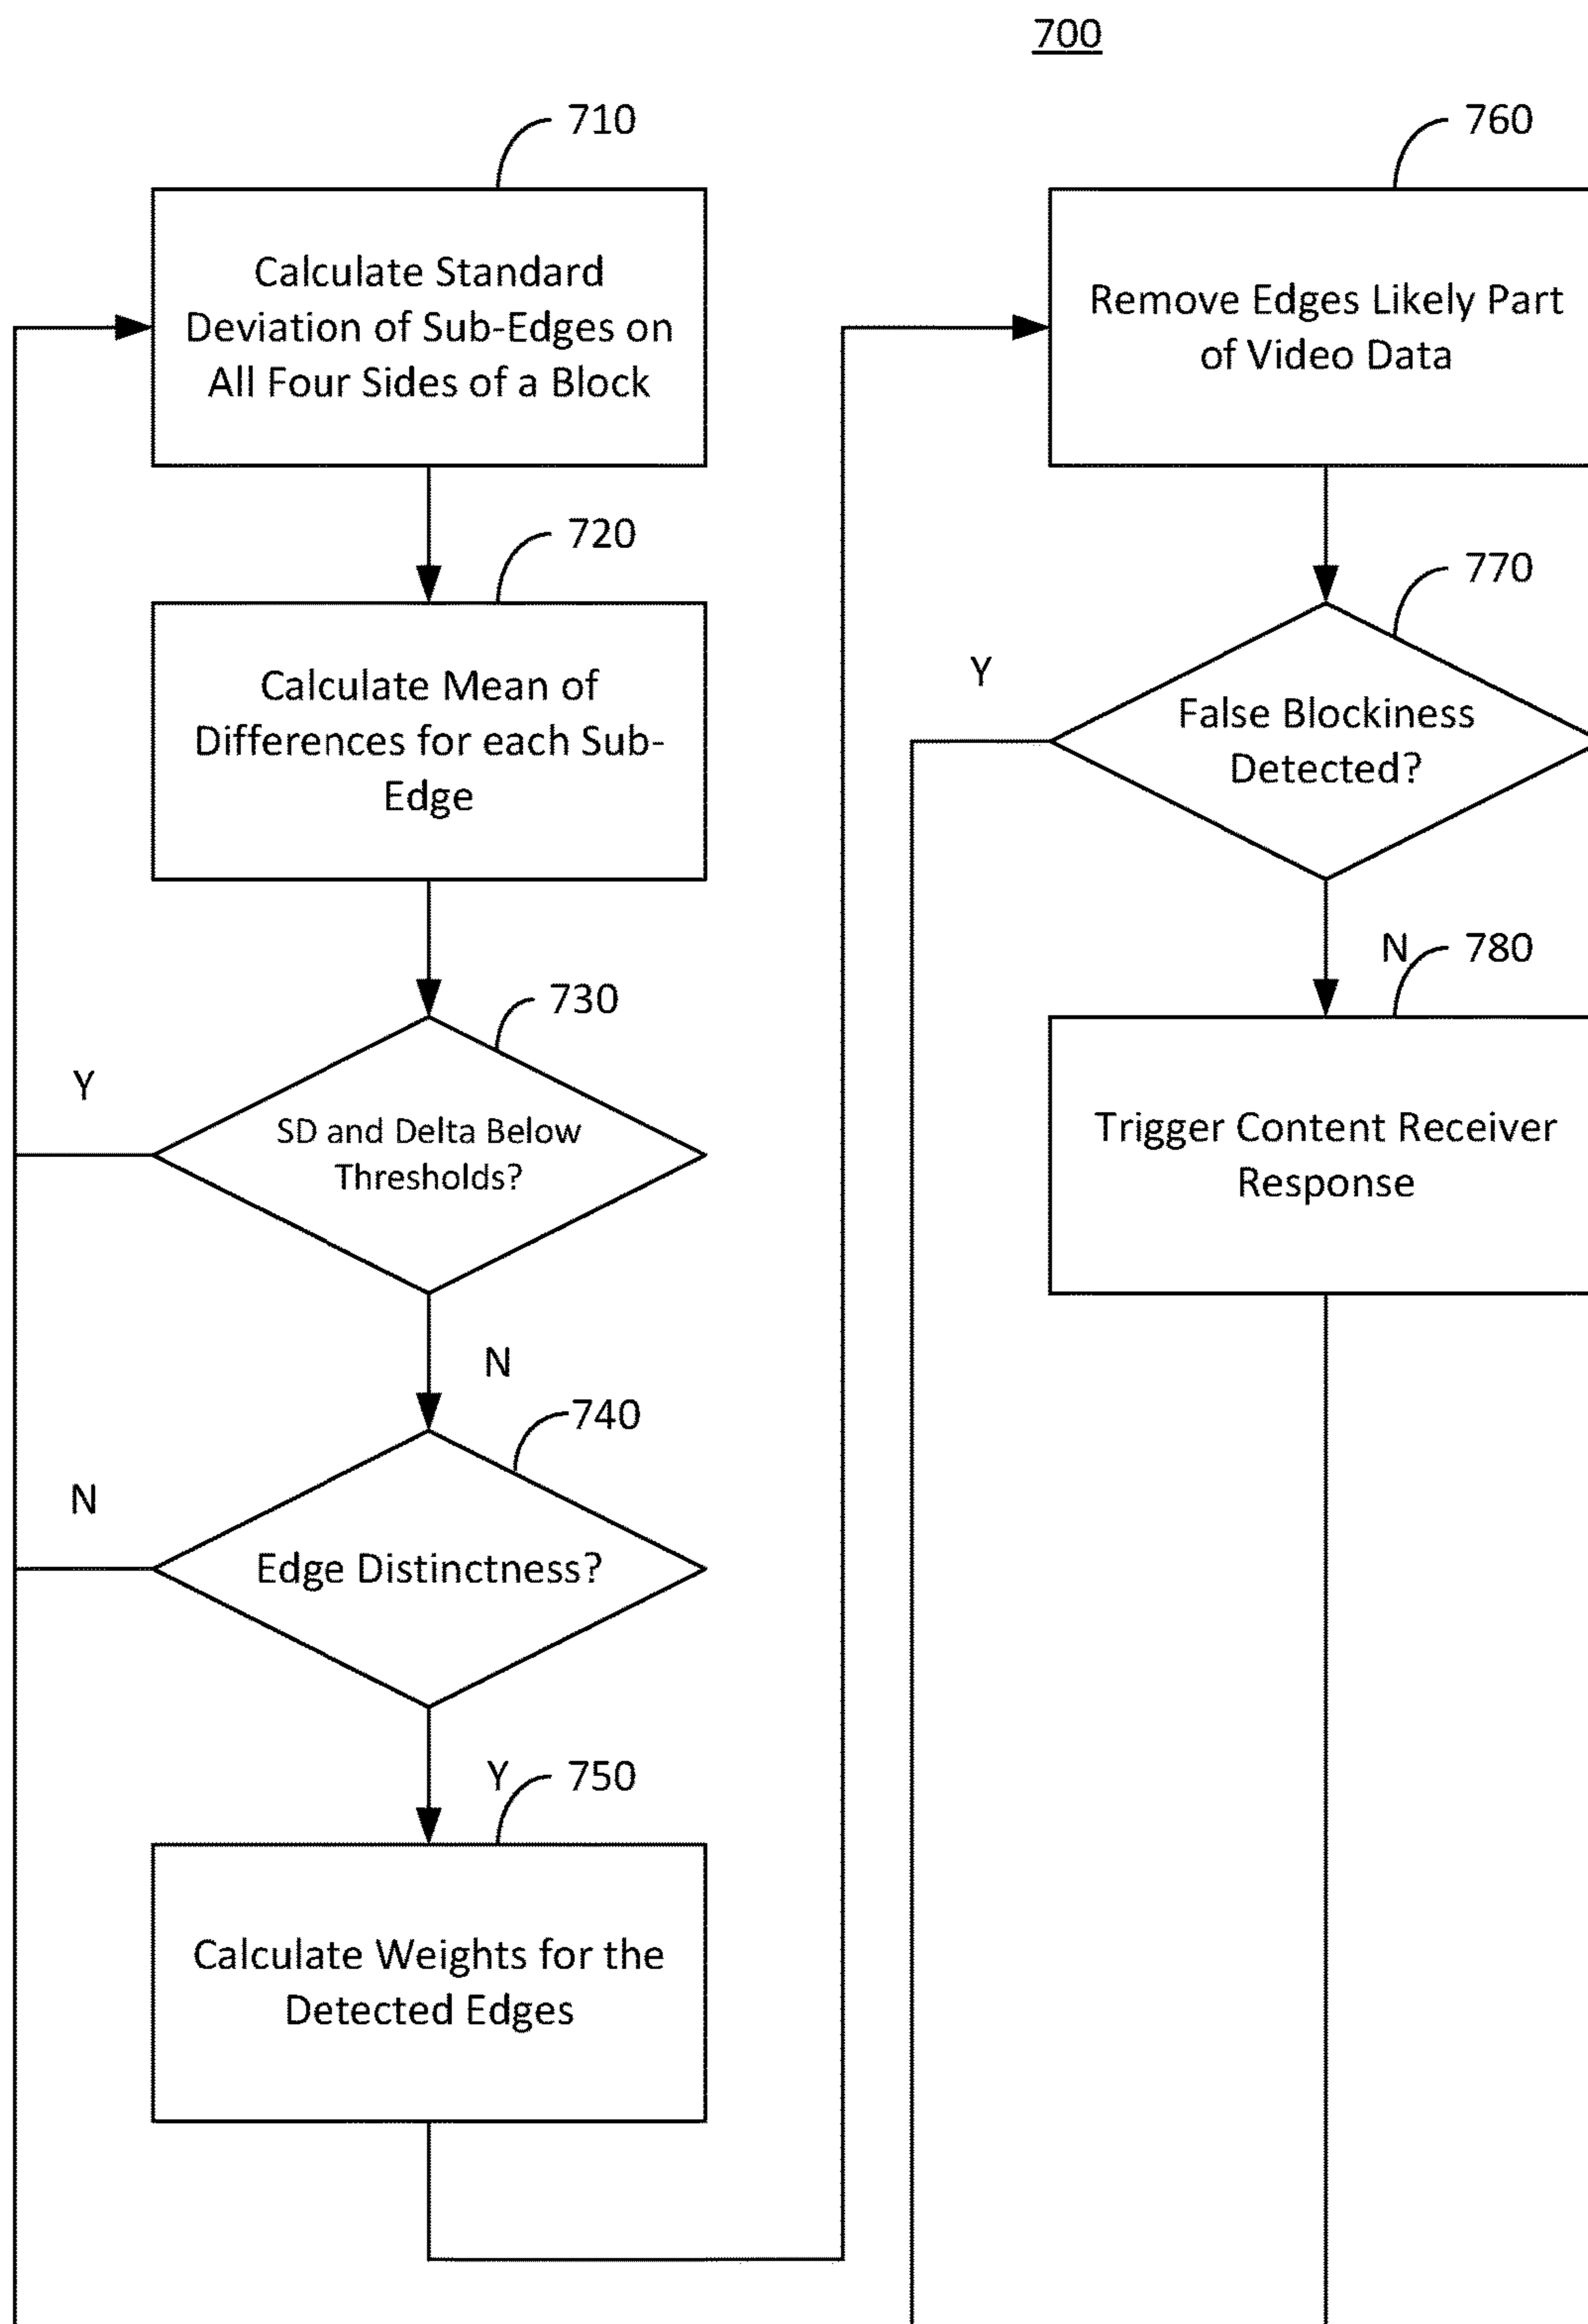 700
710
Calculate Standard
Deviation of Sub-Edges on
All Four Sides of a Block
720
Calculate Mean of
Differences for each Sub-
Edge
730
Y
SD and Delta Below
Thresholds?
N
740
N
Edge Distinctness?
Y
750
Calculate Weights for the
Detected Edges
760
Remove Edges Likely Part
of Video Data
770
Y
False Blockiness
Detected?
N
780
Trigger Content Receiver
Response